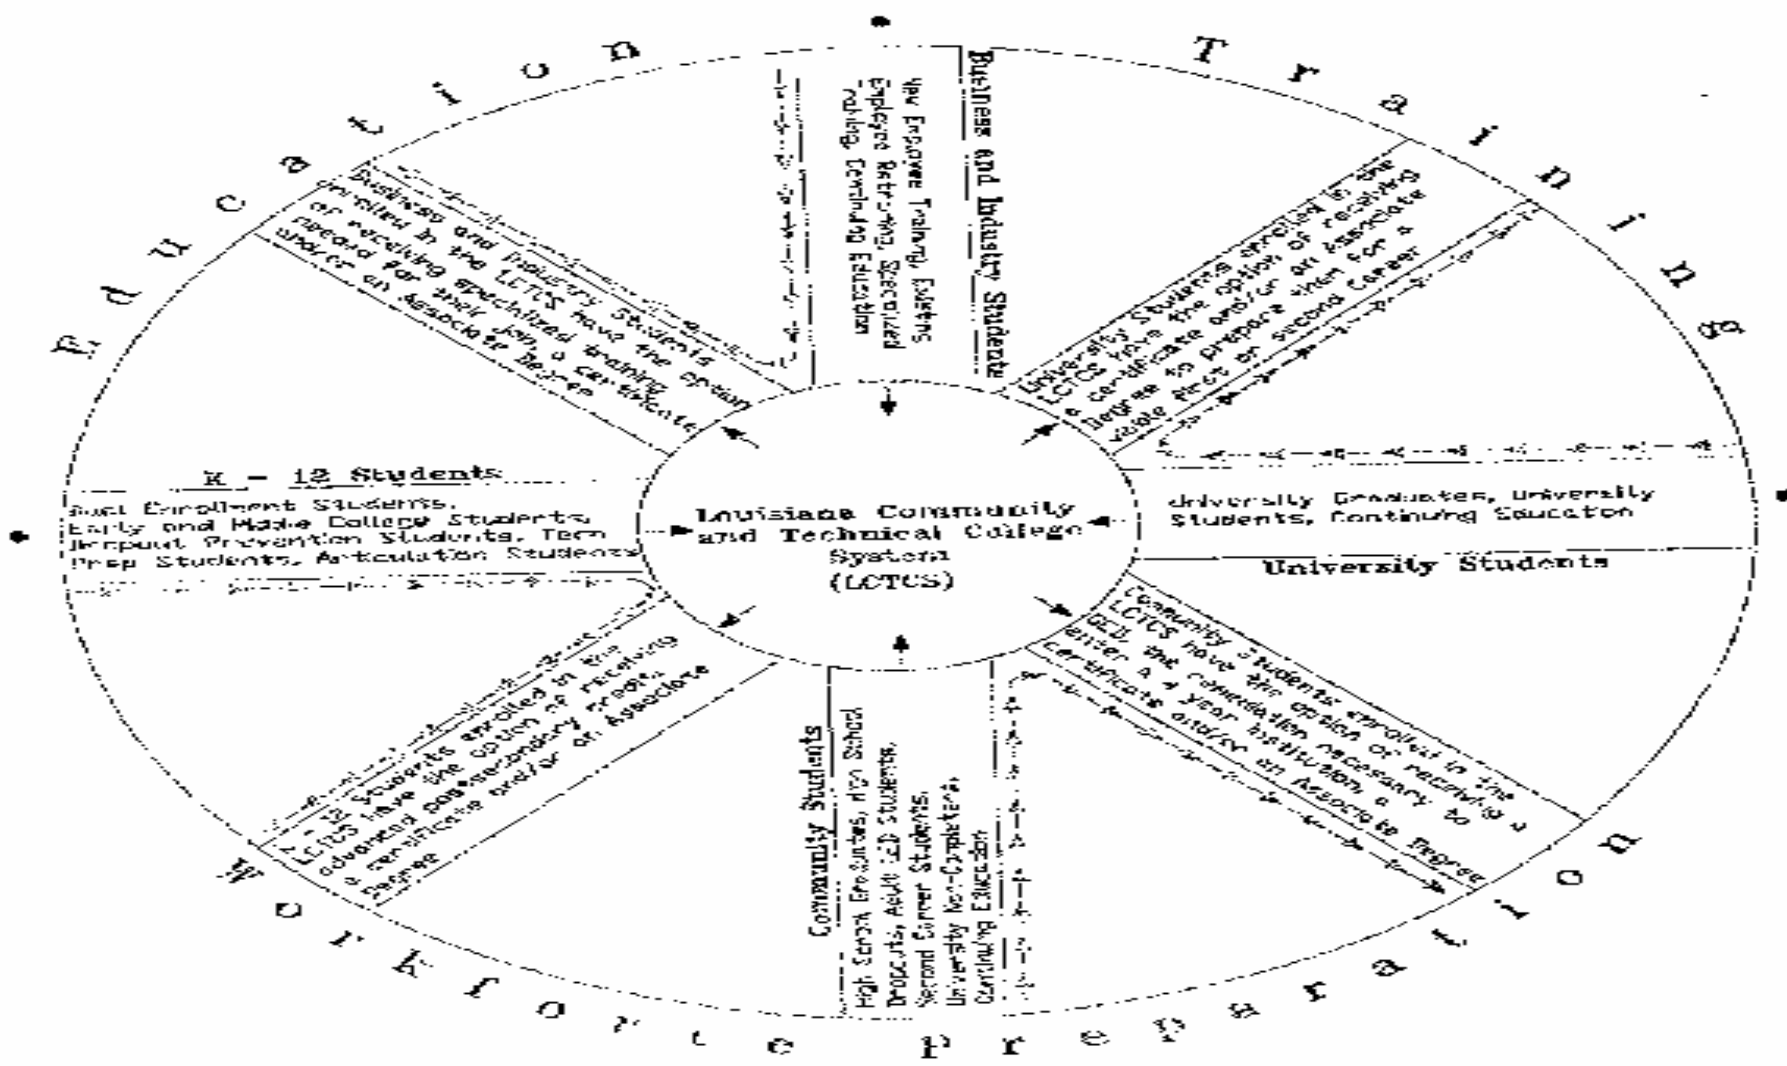 Education
Training
Workforce Preparation
Business and Industry Students
New Employee Training, Existing
Employee Retraining, Specialized
Training, Continuing Education
University Students enrolled in the
LCTCS have the option of receiving
a certificate and/or an Associate
Degree to prepare them for a
viable first or second Career
University Graduates, University
Students, Continuing Education
University Students
Community Students enrolled in the
LCTCS have the option of receiving a
GED, the remediation necessary to
enter a 4 year institution, a
Certificate and/or an Associate Degree
Community Students
High School Graduates, High School
Dropouts, Adult GED Students,
Second Career Students,
University Non-Completers,
Continuing Education
K - 12 Students enrolled in the
LCTCS have the option of receiving
advanced postsecondary credit,
a certificate and/or an Associate
Degree
K - 12 Students
Dual Enrollment Students,
Early and Middle College Students,
Dropout Prevention Students, Tech
Prep Students, Articulation Students
Business and Industry Students
enrolled in the LCTCS have the option
of receiving specialized training
needed for their job, a certificate
and/or an Associate Degree
Louisiana Community
and Technical College
System
(LCTCS)